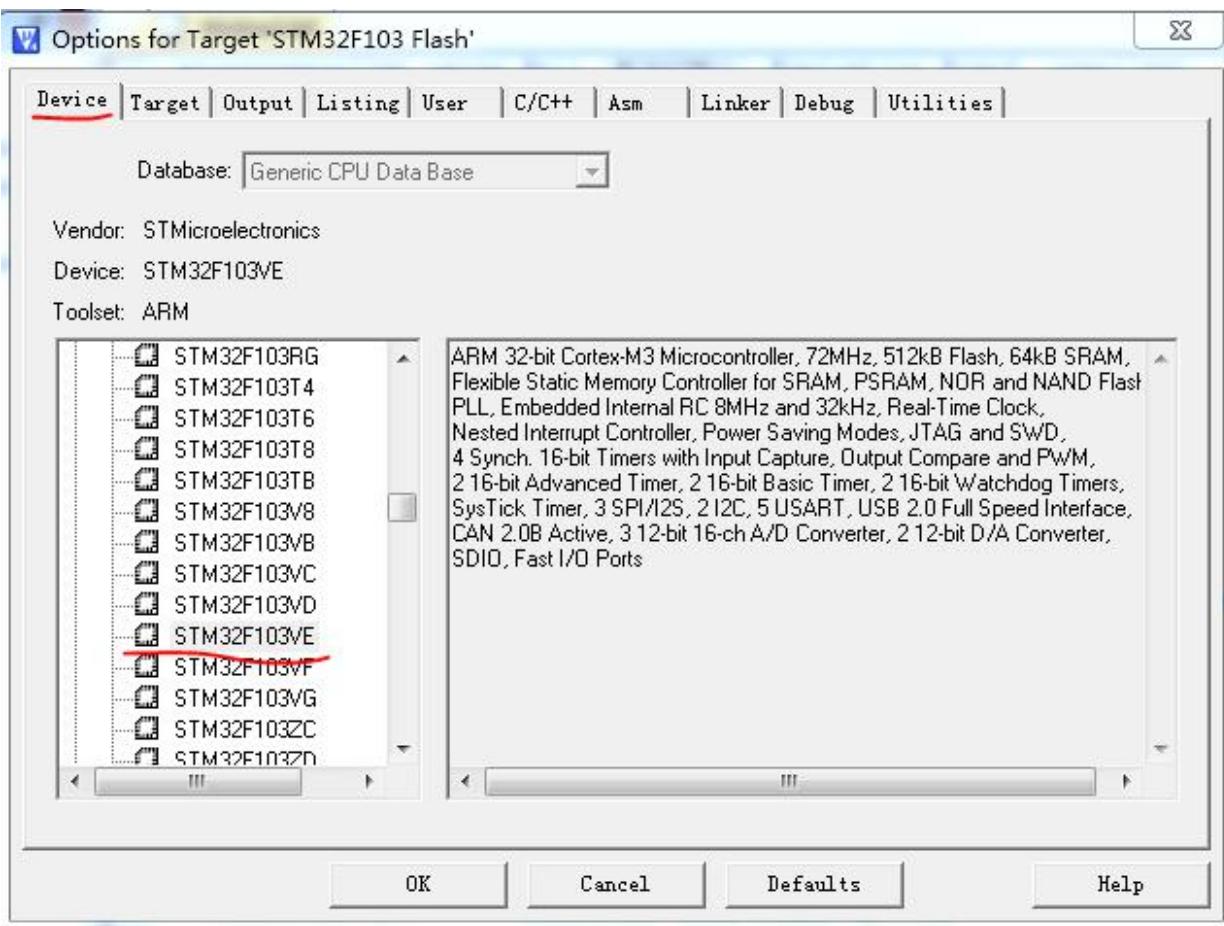 Options for Target 'STM32F103 Flash'
Device Target Output Listing User C/C++ Asm Linker Debug Utilities
Database: Generic CPU Data Base
Vendor: STMicroelectronics
Device: STM32F103VE
Toolset: ARM
STM32F103RG
STM32F103T4
STM32F103T6
STM32F103T8
STM32F103TB
STM32F103V8
STM32F103VB
STM32F103VC
STM32F103VD
STM32F103VE
STM32F103VF
STM32F103VG
STM32F103ZC
STM32F103ZD
ARM 32-bit Cortex-M3 Microcontroller, 72MHz, 512kB Flash, 64kB SRAM,
Flexible Static Memory Controller for SRAM, PSRAM, NOR and NAND Flash
PLL, Embedded Internal RC 8MHz and 32kHz, Real-Time Clock,
Nested Interrupt Controller, Power Saving Modes, JTAG and SWD,
4 Synch. 16-bit Timers with Input Capture, Output Compare and PWM,
2 16-bit Advanced Timer, 2 16-bit Basic Timer, 2 16-bit Watchdog Timers,
SysTick Timer, 3 SPI/I2S, 2 I2C, 5 USART, USB 2.0 Full Speed Interface,
CAN 2.0B Active, 3 12-bit 16-ch A/D Converter, 2 12-bit D/A Converter,
SDIO, Fast I/O Ports
OK Cancel Defaults Help